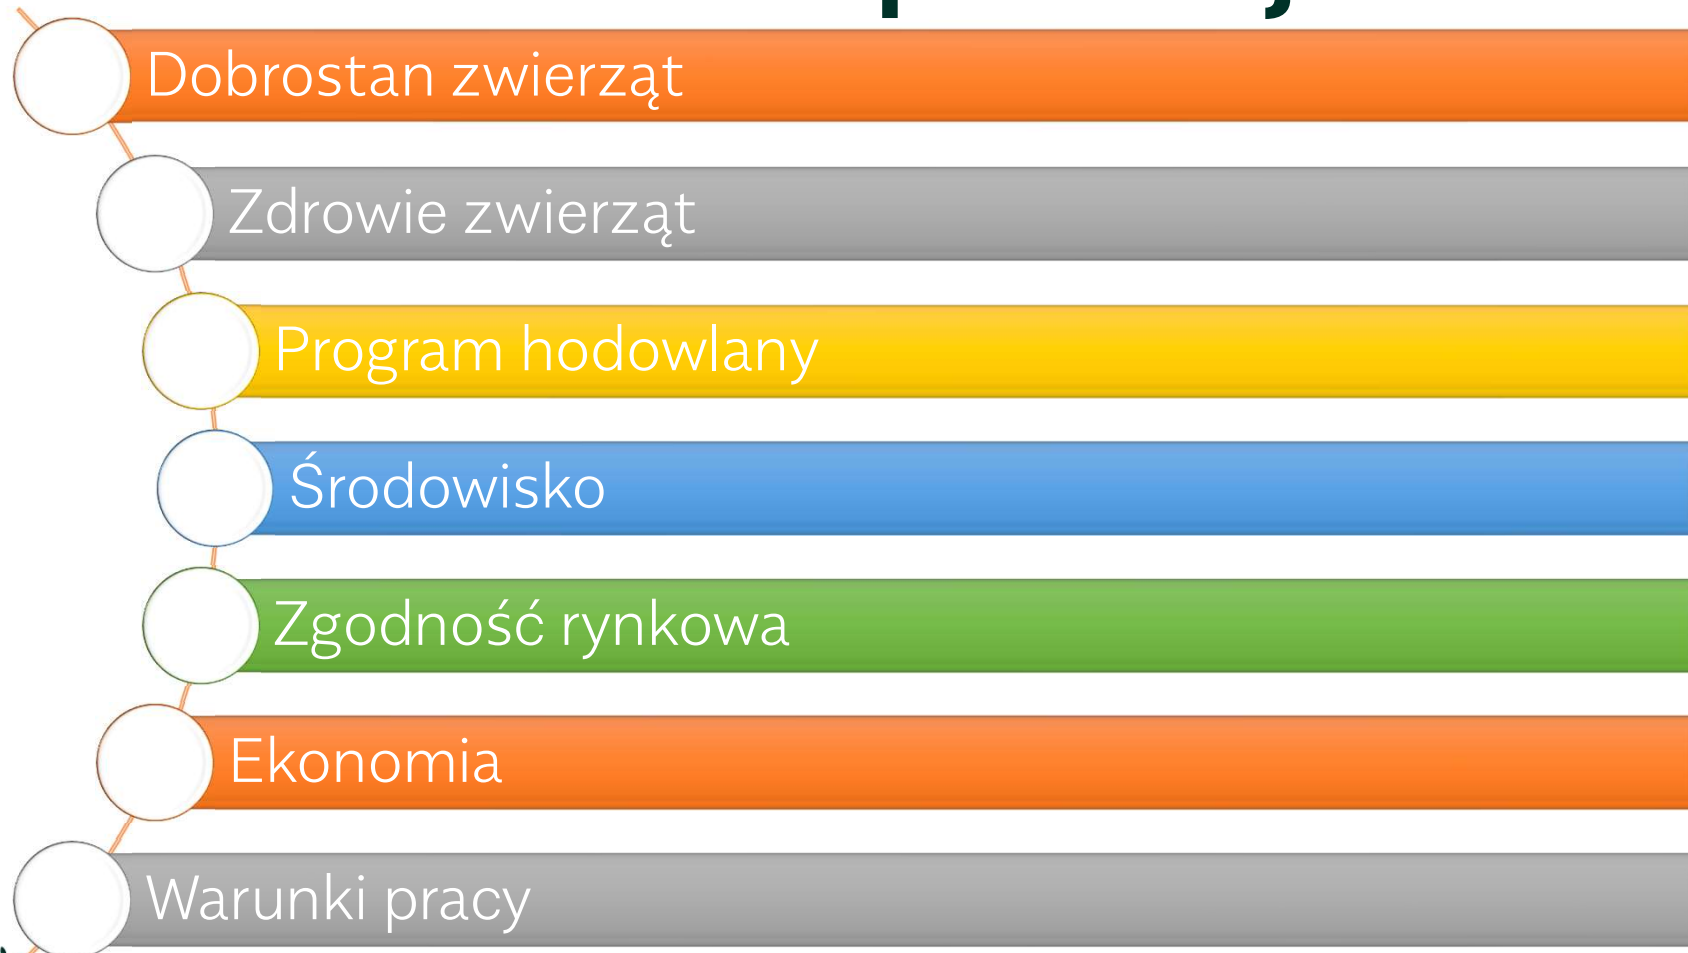 Dobrostan zwierząt
Zdrowie zwierząt
Program hodowlany
Środowisko
Zgodność rynkowa
Ekonomia
Warunki pracy